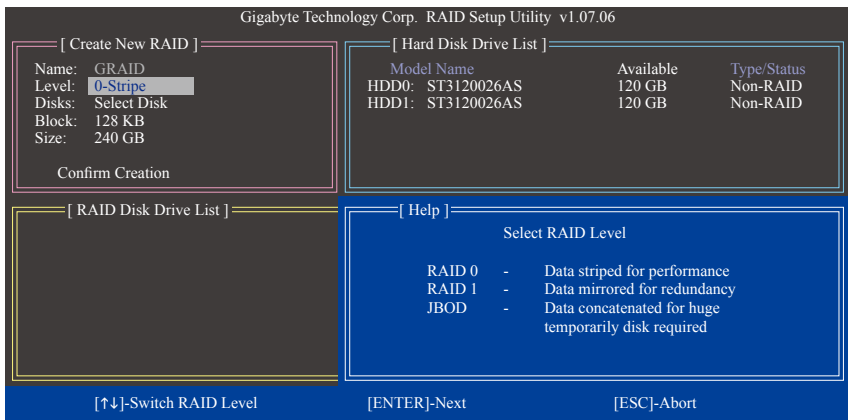 Gigabyte Technology Corp. RAID Setup Utility v1.07.06
[ Create New RAID ]
Name: GRAID
Level: 0-Stripe
Disks: Select Disk
Block: 128 KB
Size: 240 GB
Confirm Creation
[ Hard Disk Drive List ]
Model Name Available Type/Status
HDD0: ST3120026AS 120 GB Non-RAID
HDD1: ST3120026AS 120 GB Non-RAID
[ RAID Disk Drive List ]
[ Help ]
Select RAID Level
RAID 0 - Data striped for performance
RAID 1 - Data mirrored for redundancy
JBOD - Data concatenated for huge
temporarily disk required
[↑↓]-Switch RAID Level [ENTER]-Next [ESC]-Abort